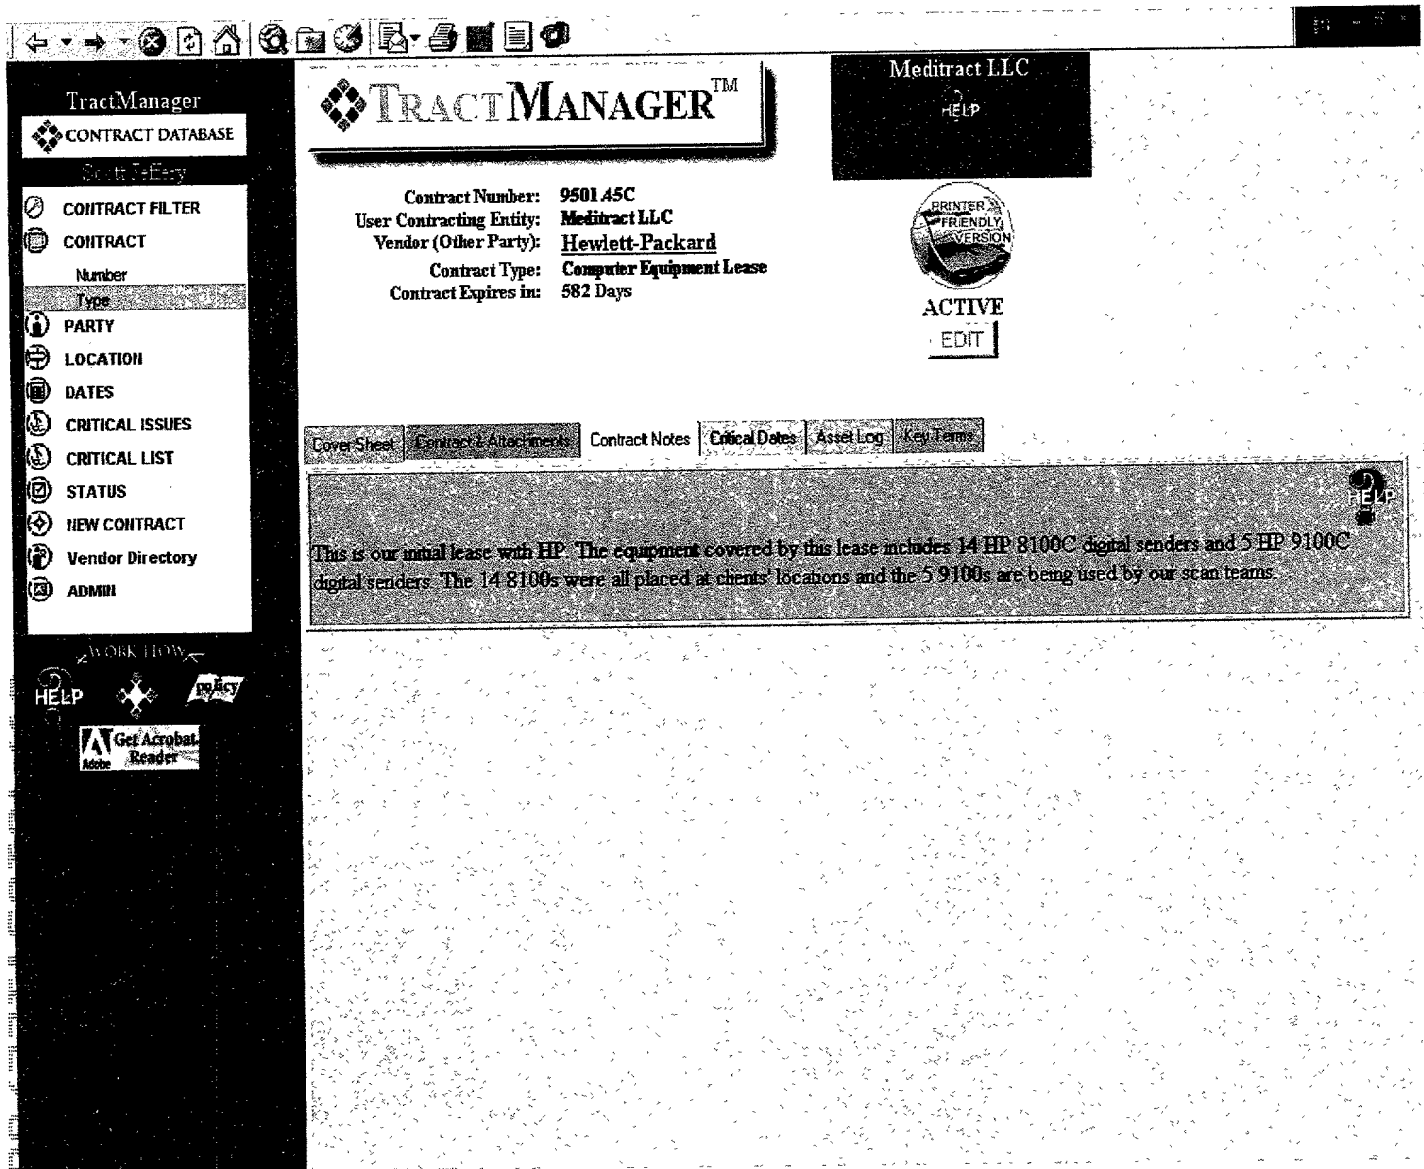 TractManager
CONTRACT DATABASE
CONTRACT FILTER
CONTRACT
Number
Type
PARTY
LOCATION
DATES
CRITICAL ISSUES
CRITICAL LIST
STATUS
NEW CONTRACT
Vendor Directory
ADMIN
WORK FLOW
HELP
policy
Get Acrobat
Reader
Adobe
TRACTMANAGER™
Meditract LLC
HELP
Contract Number: 9501.45C
User Contracting Entity: Meditract LLC
Vendor (Other Party): Hewlett-Packard
Contract Type: Computer Equipment Lease
Contract Expires in: 582 Days
PRINTER
FRIENDLY
VERSION
ACTIVE
EDIT
Cover Sheet Contract & Attachments Contract Notes Critical Dates Asset Log Key Terms
HELP
This is our initial lease with HP. The equipment covered by this lease includes 14 HP 8100C digital senders and 5 HP 9100C
digital senders. The 14 8100s were all placed at clients' locations and the 5 9100s are being used by our scan teams.